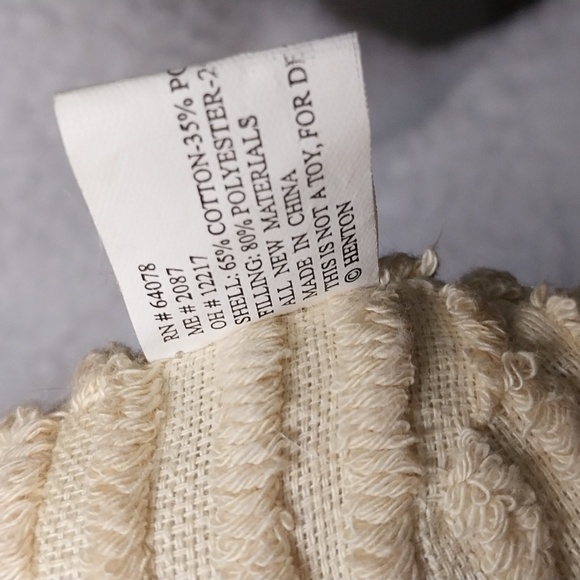 RN # 64078
ME # 2087
OH # 12217
SHELL: 65% COTTON-35% PO
FILLING: 80% POLYESTER-2
ALL NEW MATERIALS
MADE IN CHINA
THIS IS NOT A TOY, FOR DE
© HENTON